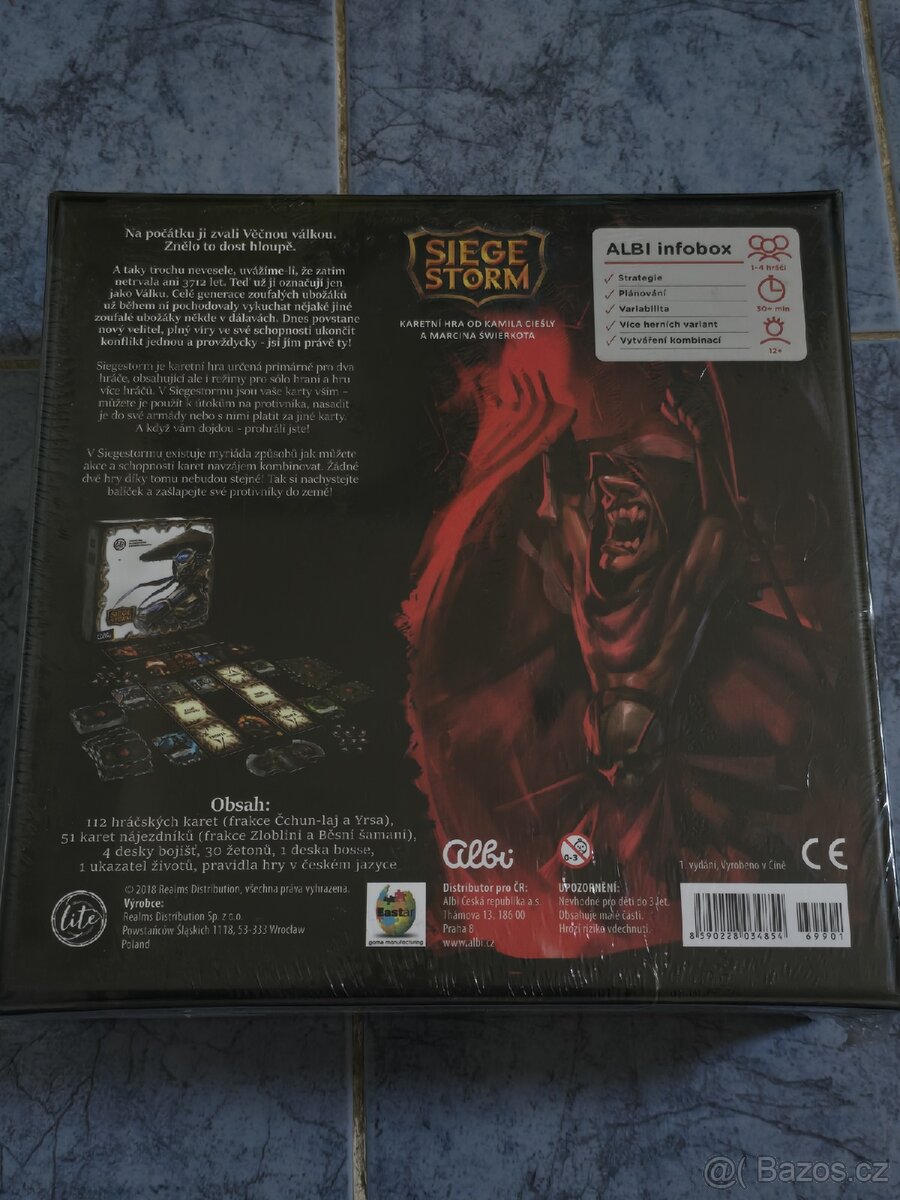 Na počátku ji zvali Věčnou válkou.
Znělo to dost hloupě.
A taky trochu nevesele, uvážíme-li, že zatím
netrvala ani 3712 let. Teď už ji označují jen
jako Válku. Celé generace zoufalých ubožáků
už během ní pochodovaly vykuchat nějaké jiné
zoufalé ubožáky někde v dálavách. Dnes povstane
nový velitel, plný víry ve své schopnosti ukončit
konflikt jednou a provždycky - jsi jím právě ty!
Siegestorm je karetní hra určená primárně pro dva
hráče, obsahující ale i režimy pro sólo hraní a hru
více hráčů. V Siegestormu jsou vaše karty vším -
můžete je použít k útokům na protivníka, nasadit
je do své armády nebo s nimi platit za jiné karty.
A když vám dojdou - prohráli jste!
V Siegestormu existuje myriáda způsobů jak můžete
akce a schopnosti karet navzájem kombinovat. Žádné
dvě hry díky tomu nebudou stejné! Tak si nachystejte
balíček a zašlapejte své protivníky do země!
SIEGE
STORM
KARETNÍ HRA OD KAMILA CIEŚLY
A MARCINA ŚWIERKOTA
ALBI infobox
1-4 hráči
Strategie
Plánování
Variabilita
30+ min
Více herních variant
Vytváření kombinací
12+
SIEGE
STORM
Albi
Obsah:
112 hráčských karet (frakce Čchun-laj a Yrsa),
51 karet nájezdníků (frakce Zloblini a Běsní šamani),
4 desky bojišť, 30 žetonů, 1 deska bosse,
1 ukazatel životů, pravidla hry v českém jazyce
lite
© 2018 Realms Distribution, všechna práva vyhrazena.
Výrobce:
Realms Distribution Sp. z o.o.
Powstańców Śląskich 1118, 53-333 Wrocław
Poland
Eastar
game manufacturing
Albi
Distributor pro ČR:
Albi Česká republika a.s.
Thámova 13, 186 00
Praha 8
www.albi.cz
0-3
UPOZORNĚNÍ:
Nevhodné pro děti do 3 let.
Obsahuje malé části.
Hrozí riziko vdechnutí.
1. vydání, Vyrobeno v Číně
CE
8 590228 034854
69901
@( Bazos.cz